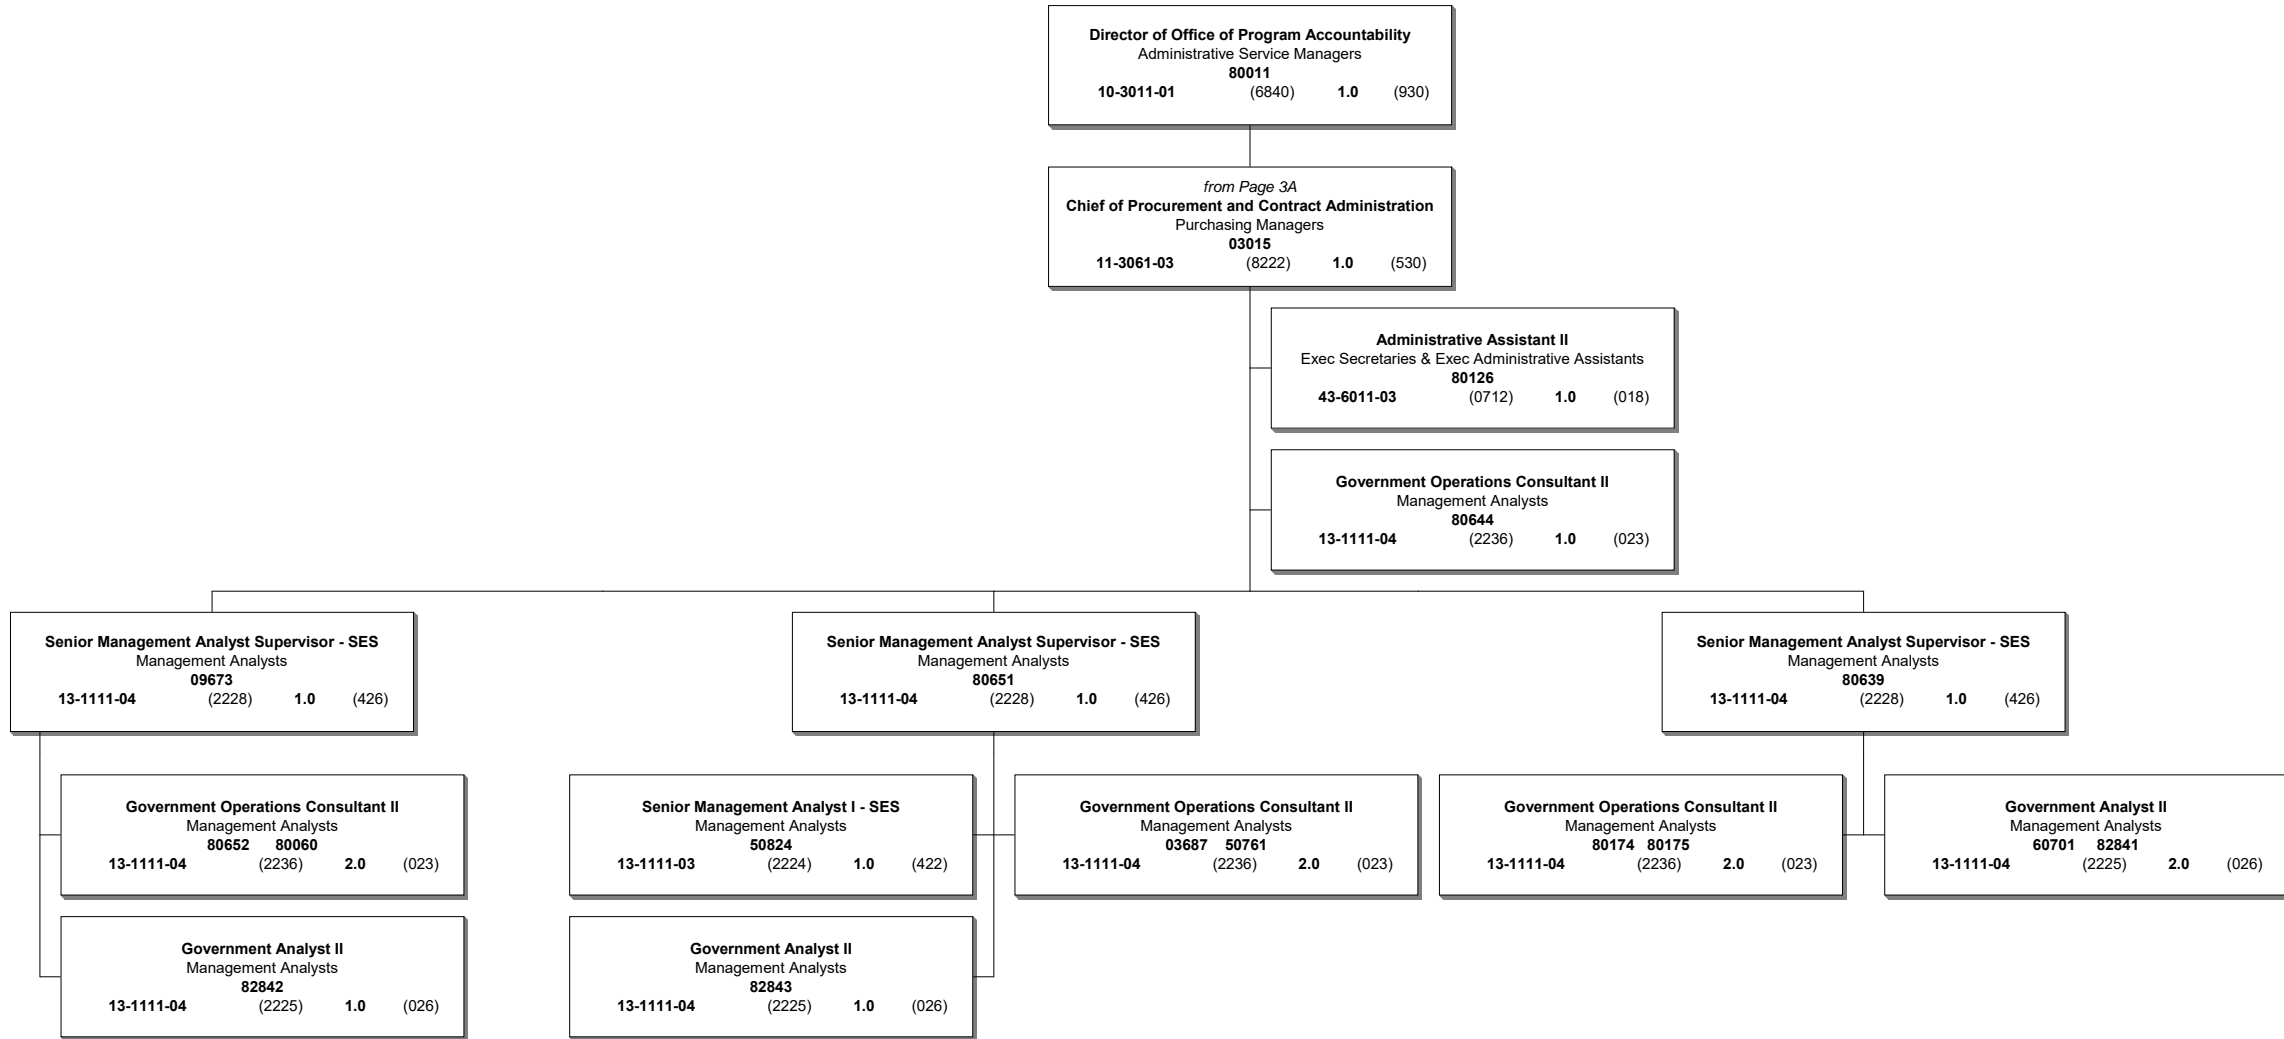 Director of Office of Program Accountability
Administrative Service Managers
80011
10-3011-01 (6840) 1.0 (930)
from Page 3A
Chief of Procurement and Contract Administration
Purchasing Managers
03015
11-3061-03 (8222) 1.0 (530)
Administrative Assistant II
Exec Secretaries & Exec Administrative Assistants
80126
43-6011-03 (0712) 1.0 (018)
Government Operations Consultant II
Management Analysts
80644
13-1111-04 (2236) 1.0 (023)
Senior Management Analyst Supervisor - SES
Management Analysts
09673
13-1111-04 (2228) 1.0 (426)
Senior Management Analyst Supervisor - SES
Management Analysts
80651
13-1111-04 (2228) 1.0 (426)
Senior Management Analyst Supervisor - SES
Management Analysts
80639
13-1111-04 (2228) 1.0 (426)
Government Operations Consultant II
Management Analysts
80652 80060
13-1111-04 (2236) 2.0 (023)
Senior Management Analyst I - SES
Management Analysts
50824
13-1111-03 (2224) 1.0 (422)
Government Operations Consultant II
Management Analysts
03687 50761
13-1111-04 (2236) 2.0 (023)
Government Operations Consultant II
Management Analysts
80174 80175
13-1111-04 (2236) 2.0 (023)
Government Analyst II
Management Analysts
60701 82841
13-1111-04 (2225) 2.0 (026)
Government Analyst II
Management Analysts
82842
13-1111-04 (2225) 1.0 (026)
Government Analyst II
Management Analysts
82843
13-1111-04 (2225) 1.0 (026)